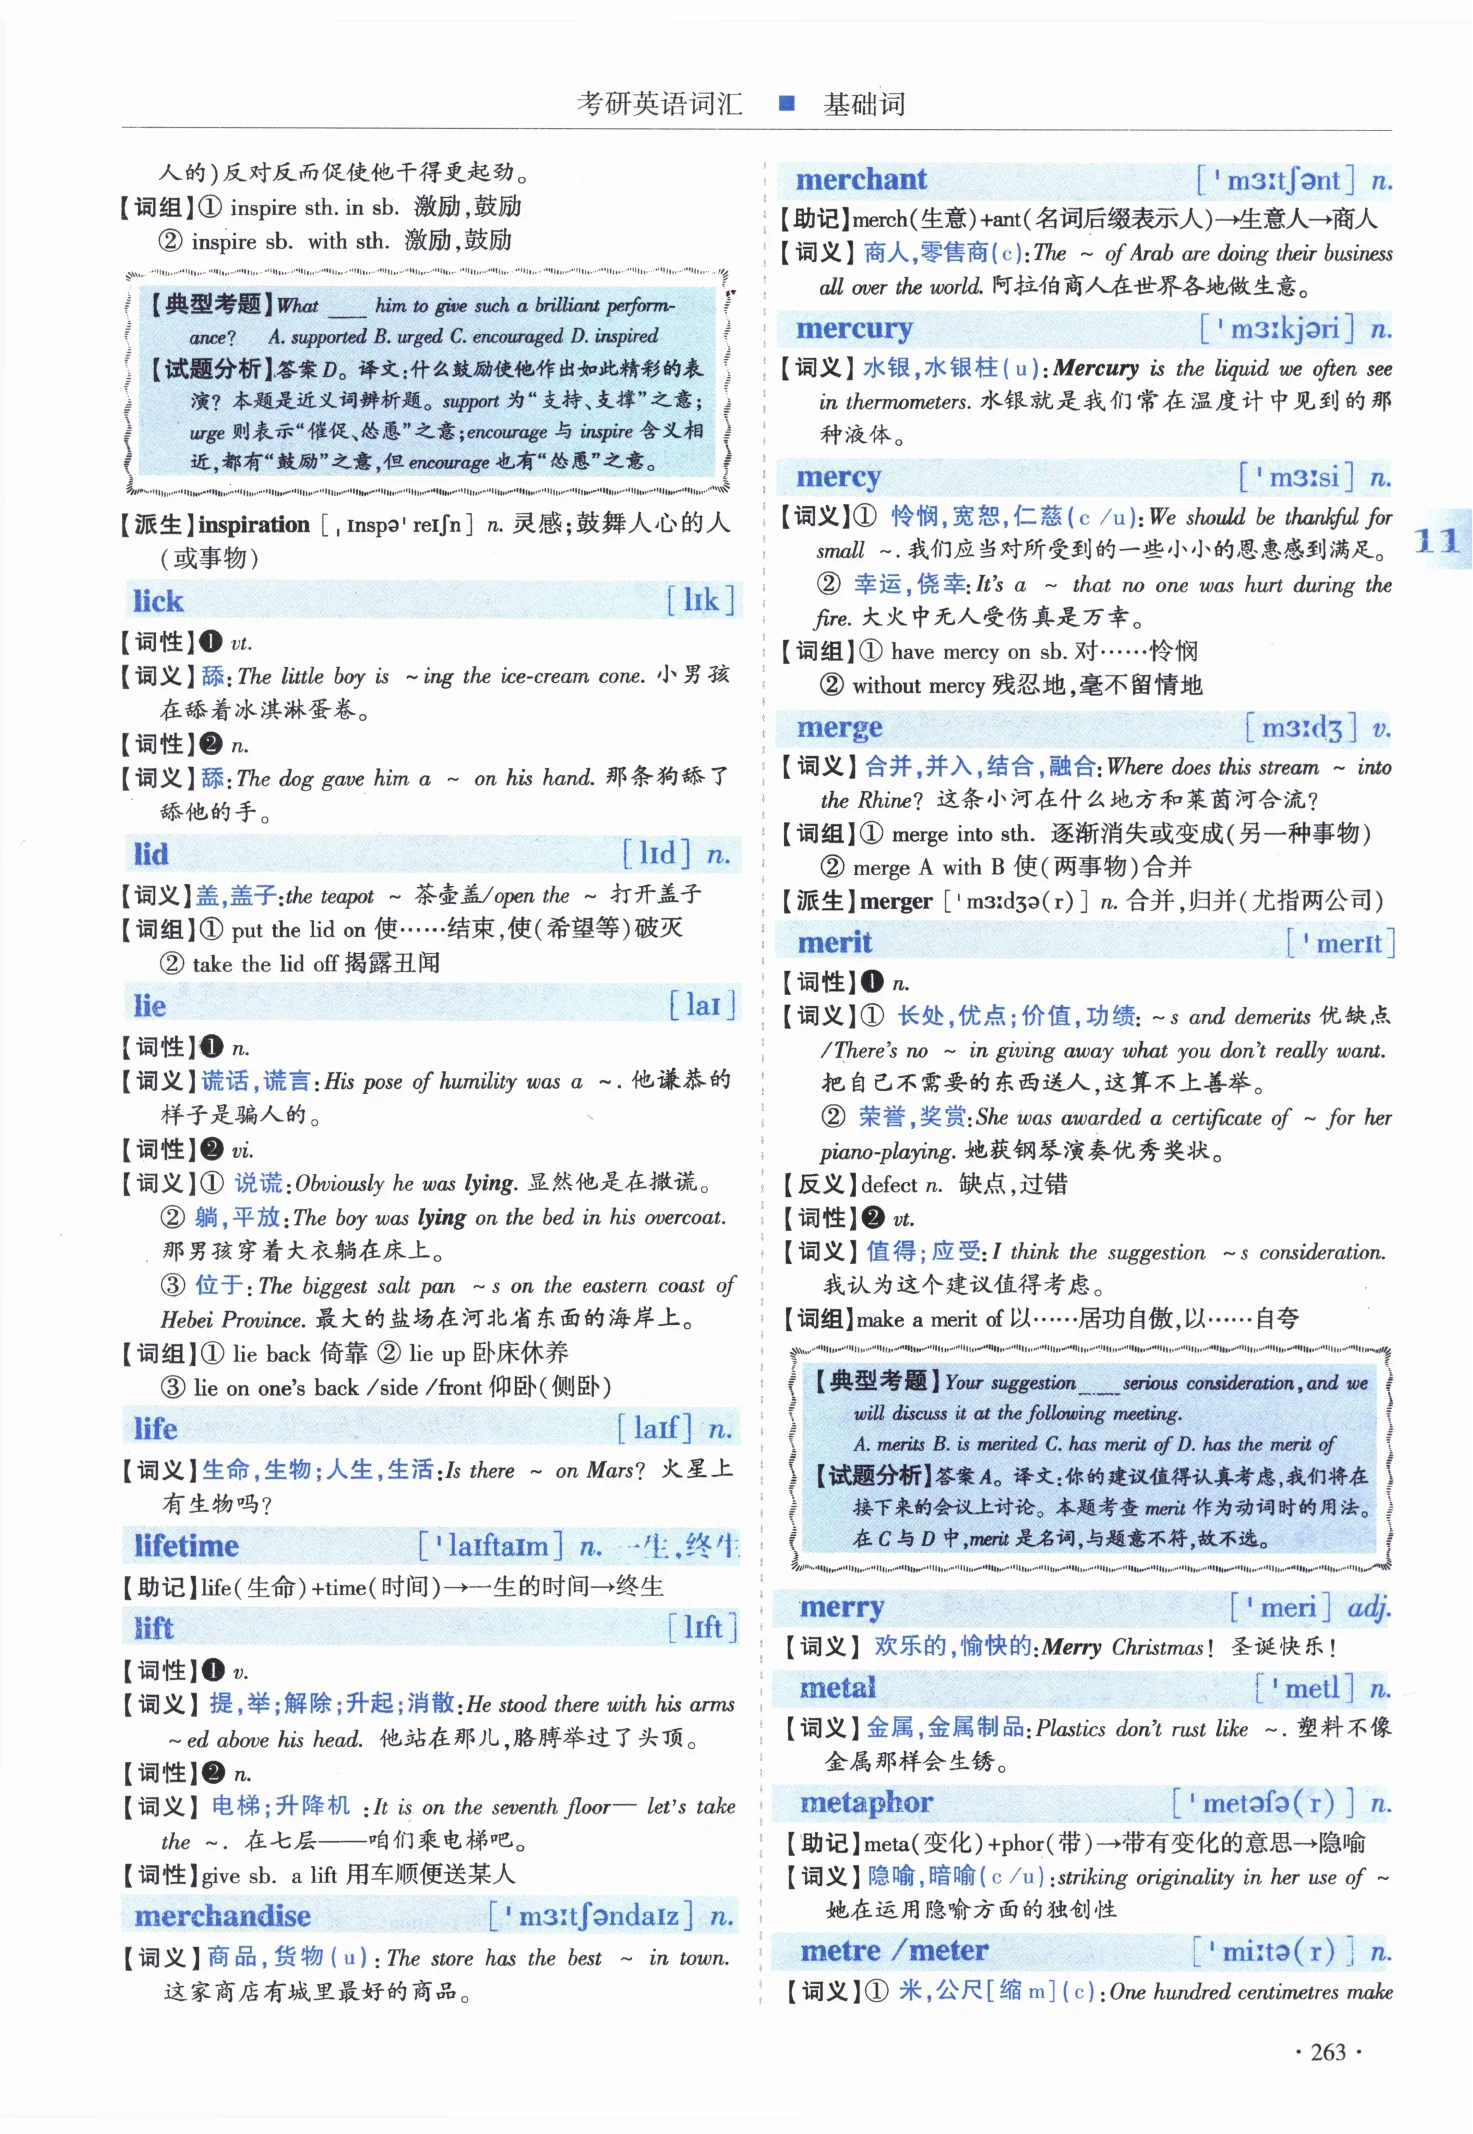 考研英语词汇 ■ 基础词
人的)反对反而促使他干得更起劲。
【词组】① inspire sth. in sb. 激励,鼓励
② inspire sb. with sth. 激励,鼓励
【典型考题】What ____ him to give such a brilliant perform-
ance? A. supported B. urged C. encouraged D. inspired
【试题分析】答案D。译文:什么鼓励使他作出如此精彩的表
演?本题是近义词辨析题。support 为“支持、支撑”之意;
urge 则表示“催促、怂恿”之意;encourage 与 inspire 含义相
近,都有“鼓励”之意,但 encourage 也有“怂恿”之意。
【派生】inspiration [ˌɪnspəˈreɪʃn] n. 灵感;鼓舞人心的人
(或事物)
lick [lɪk]
【词性】❶ vt.
【词义】舔:The little boy is ~ing the ice-cream cone. 小男孩
在舔着冰淇淋蛋卷。
【词性】❷ n.
【词义】舔:The dog gave him a ~ on his hand. 那条狗舔了
舔他的手。
lid [lɪd] n.
【词义】盖,盖子:the teapot ~ 茶壶盖/open the ~ 打开盖子
【词组】① put the lid on 使……结束,使(希望等)破灭
② take the lid off 揭露丑闻
lie [laɪ]
【词性】❶ n.
【词义】谎话,谎言:His pose of humility was a ~. 他谦恭的
样子是骗人的。
【词性】❷ vi.
【词义】① 说谎:Obviously he was lying. 显然他是在撒谎。
② 躺,平放:The boy was lying on the bed in his overcoat.
那男孩穿着大衣躺在床上。
③ 位于:The biggest salt pan ~s on the eastern coast of
Hebei Province. 最大的盐场在河北省东面的海岸上。
【词组】① lie back 倚靠 ② lie up 卧床休养
③ lie on one's back /side /front 仰卧(侧卧)
life [laɪf] n.
【词义】生命,生物;人生,生活:Is there ~ on Mars? 火星上
有生物吗?
lifetime [ˈlaɪftaɪm] n. 一生,终生
【助记】life(生命)+time(时间)→一生的时间→终生
lift [lɪft]
【词性】❶ v.
【词义】提,举;解除;升起;消散:He stood there with his arms
~ed above his head. 他站在那儿,胳膊举过了头顶。
【词性】❷ n.
【词义】电梯;升降机 :It is on the seventh floor— let's take
the ~. 在七层——咱们乘电梯吧。
【词性】give sb. a lift 用车顺便送某人
merchandise [ˈmɜːtʃəndaɪz] n.
【词义】商品,货物(u):The store has the best ~ in town.
这家商店有城里最好的商品。
merchant [ˈmɜːtʃənt] n.
【助记】merch(生意)+ant(名词后缀表示人)→生意人→商人
【词义】商人,零售商(c):The ~ of Arab are doing their business
all over the world. 阿拉伯商人在世界各地做生意。
mercury [ˈmɜːkjəri] n.
【词义】水银,水银柱(u):Mercury is the liquid we often see
in thermometers. 水银就是我们常在温度计中见到的那
种液体。
mercy [ˈmɜːsi] n.
【词义】① 怜悯,宽恕,仁慈(c /u):We should be thankful for
small ~. 我们应当对所受到的一些小小的恩惠感到满足。
② 幸运,侥幸:It's a ~ that no one was hurt during the
fire. 大火中无人受伤真是万幸。
【词组】① have mercy on sb. 对……怜悯
② without mercy 残忍地,毫不留情地
11
merge [mɜːdʒ] v.
【词义】合并,并入,结合,融合:Where does this stream ~ into
the Rhine? 这条小河在什么地方和莱茵河合流?
【词组】① merge into sth. 逐渐消失或变成(另一种事物)
② merge A with B 使(两事物)合并
【派生】merger [ˈmɜːdʒə(r)] n. 合并,归并(尤指两公司)
merit [ˈmerɪt]
【词性】❶ n.
【词义】① 长处,优点;价值,功绩: ~s and demerits 优缺点
/There's no ~ in giving away what you don't really want.
把自己不需要的东西送人,这算不上善举。
② 荣誉,奖赏:She was awarded a certificate of ~ for her
piano-playing. 她获钢琴演奏优秀奖状。
【反义】defect n. 缺点,过错
【词性】❷ vt.
【词义】值得;应受:I think the suggestion ~s consideration.
我认为这个建议值得考虑。
【词组】make a merit of 以……居功自傲,以……自夸
【典型考题】Your suggestion ____ serious consideration, and we
will discuss it at the following meeting.
A. merits B. is merited C. has merit of D. has the merit of
【试题分析】答案A。译文:你的建议值得认真考虑,我们将在
接下来的会议上讨论。本题考查 merit 作为动词时的用法。
在 C 与 D 中,merit 是名词,与题意不符,故不选。
merry [ˈmeri] adj.
【词义】欢乐的,愉快的:Merry Christmas! 圣诞快乐!
metal [ˈmetl] n.
【词义】金属,金属制品:Plastics don't rust like ~. 塑料不像
金属那样会生锈。
metaphor [ˈmetəfə(r)] n.
【助记】meta(变化)+phor(带)→带有变化的意思→隐喻
【词义】隐喻,暗喻(c /u):striking originality in her use of ~
她在运用隐喻方面的独创性
metre /meter [ˈmiːtə(r)] n.
【词义】① 米,公尺[缩 m](c):One hundred centimetres make
·263·